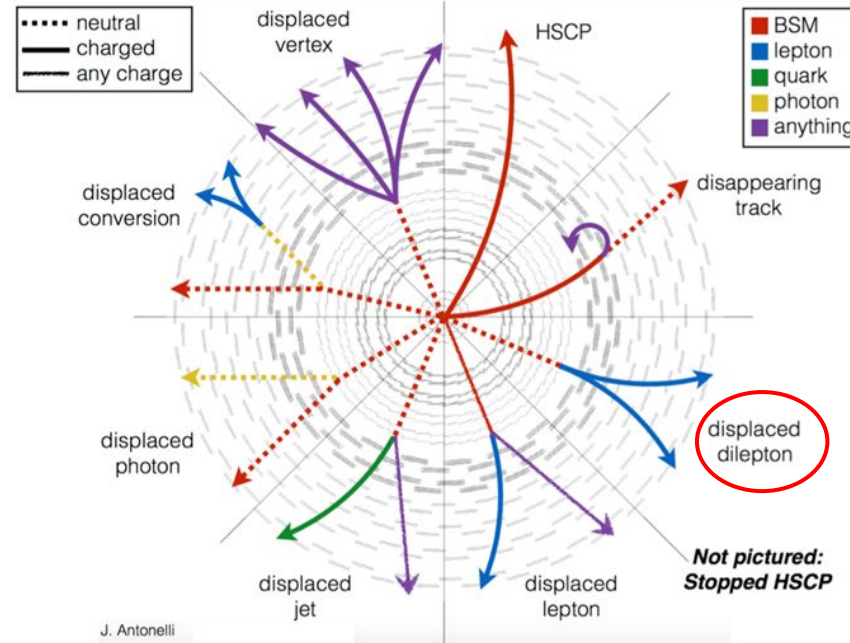 neutral
charged
any charge
displaced
vertex
HSCP
BSM
lepton
quark
photon
anything
displaced
conversion
disappearing
track
displaced
photon
displaced
dilepton
displaced
jet
displaced
lepton
Not pictured:
Stopped HSCP
J. Antonelli